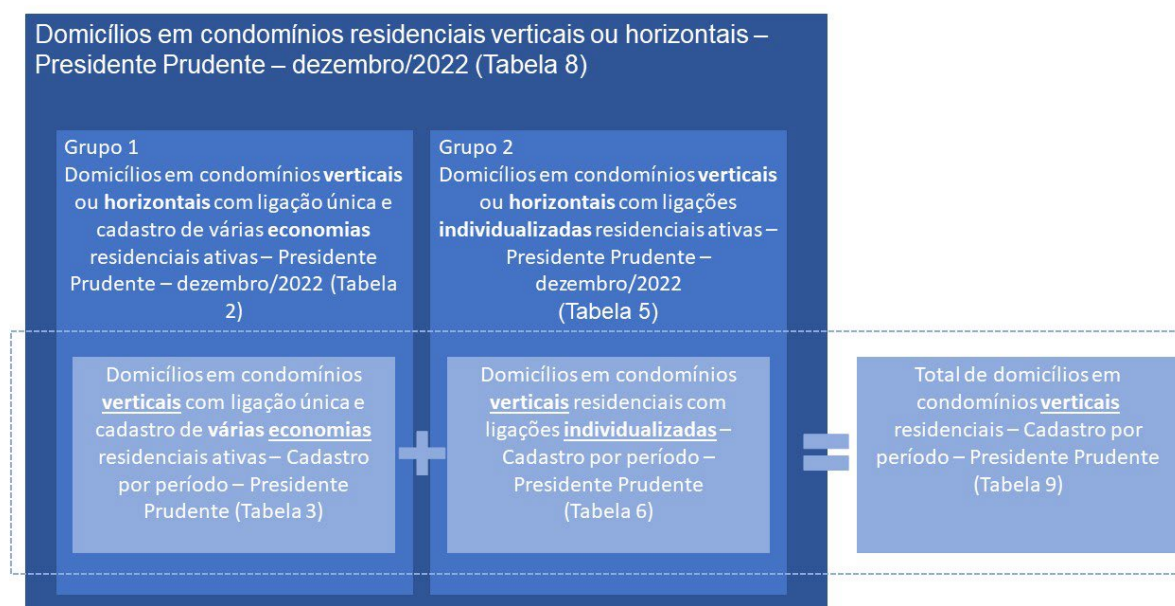 Domicílios em condomínios residenciais verticais ou horizontais –
Presidente Prudente – dezembro/2022 (Tabela 8)
Grupo 1
Domicílios em condomínios verticais
ou horizontais com ligação única e
cadastro de várias economias
residenciais ativas – Presidente
Prudente – dezembro/2022 (Tabela
2)
Grupo 2
Domicílios em condomínios verticais
ou horizontais com ligações
individualizadas residenciais ativas –
Presidente Prudente –
dezembro/2022
(Tabela 5)
Domicílios em condomínios
verticais com ligação única e
cadastro de várias economias
residenciais ativas – Cadastro
por período – Presidente
Prudente (Tabela 3)
Domicílios em condomínios
verticais residenciais com
ligações individualizadas –
Cadastro por período –
Presidente Prudente
(Tabela 6)
Total de domicílios em
condomínios verticais
residenciais – Cadastro por
período – Presidente Prudente
(Tabela 9)